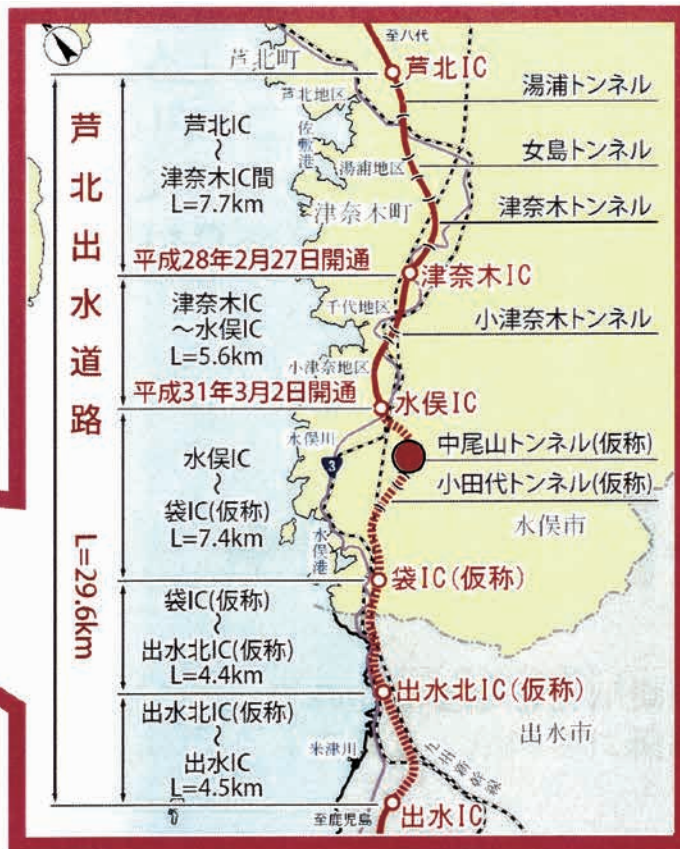 至八代
芦北町
芦北IC
芦北地区
湯浦トンネル
佐敷港
芦北IC
～
津奈木IC間
L=7.7km
女島トンネル
湯浦地区
津奈木町
津奈木トンネル
平成28年2月27日開通
津奈木IC
千代地区
津奈木IC
～水俣IC
L=5.6km
小津奈木トンネル
小津奈地区
平成31年3月2日開通
水俣IC
水俣川
3
中尾山トンネル(仮称)
小田代トンネル(仮称)
水俣IC
～
袋IC(仮称)
L=7.4km
水俣市
水俣港
袋IC(仮称)
袋IC(仮称)
～
出水北IC(仮称)
L=4.4km
出水北IC(仮称)
出水市
出水北IC(仮称)
～
出水IC
L=4.5km
米津川
九州新幹線
至鹿児島
出水IC
芦北出水道路
L=29.6km